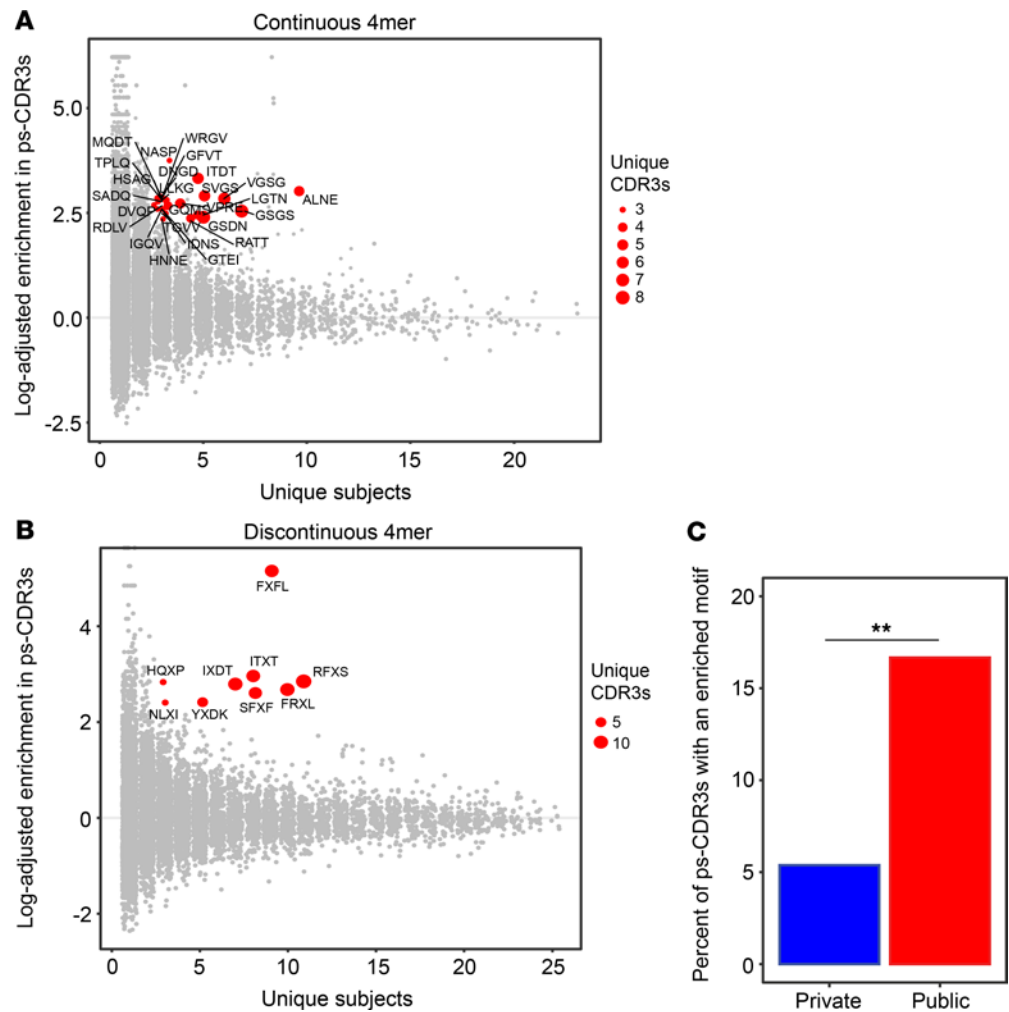 A
Continuous 4mer
Log-adjusted enrichment in ps-CDR3s
5.0
2.5
0.0
-2.5
MQDT
WRGV
NASP
GFVT
TPLQ
DNGD
ITDT
HSAG
LKG
SVGS
VGSG
SADQ
LGTN
ALNE
DVQP
GQMS
VPRE
GSGS
RDLV
TGVV
GSDN
IGQV
IDNS
RATT
HNNE
GTEI
0
5
10
15
20
Unique subjects
Unique
CDR3s
3
4
5
6
7
8
B
Discontinuous 4mer
Log-adjusted enrichment in ps-CDR3s
4
2
0
-2
FXFL
HQXP
IXDT
ITXT
RFXS
NLXI
YXDK
SFXF
FRXL
0
5
10
15
20
25
Unique subjects
Unique
CDR3s
5
10
C
Percent of ps-CDR3s with an enriched motif
20
15
10
5
0
**
Private
Public